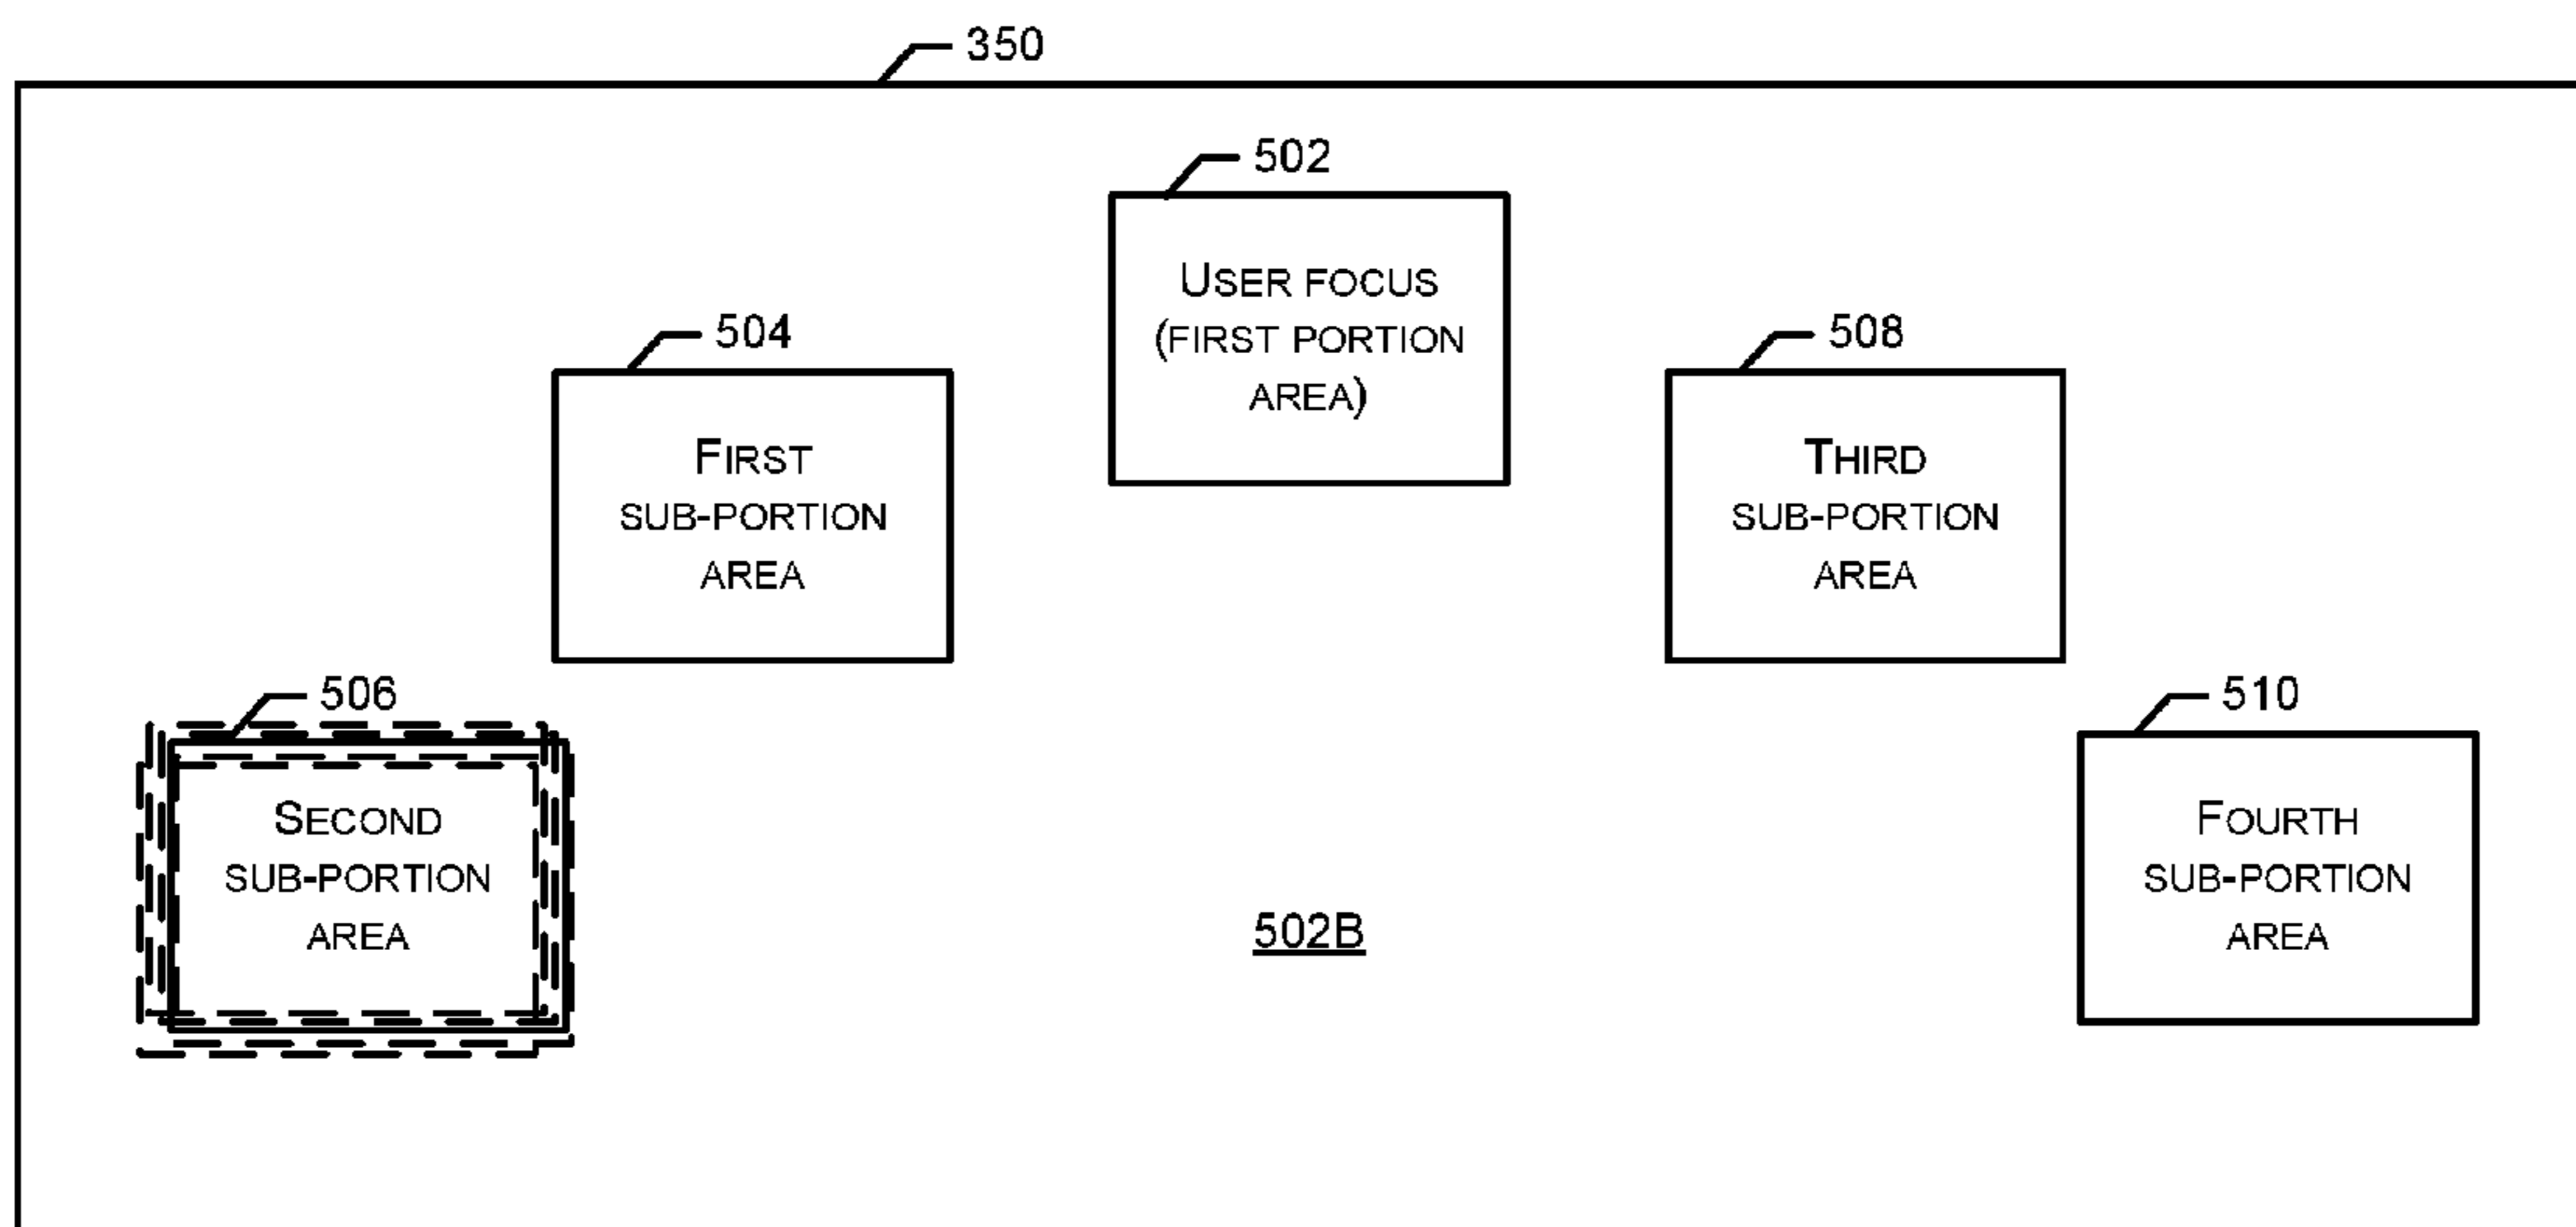 350
502
USER FOCUS
(FIRST PORTION
AREA)
504
FIRST
SUB-PORTION
AREA
508
THIRD
SUB-PORTION
AREA
506
SECOND
SUB-PORTION
AREA
510
FOURTH
SUB-PORTION
AREA
502B